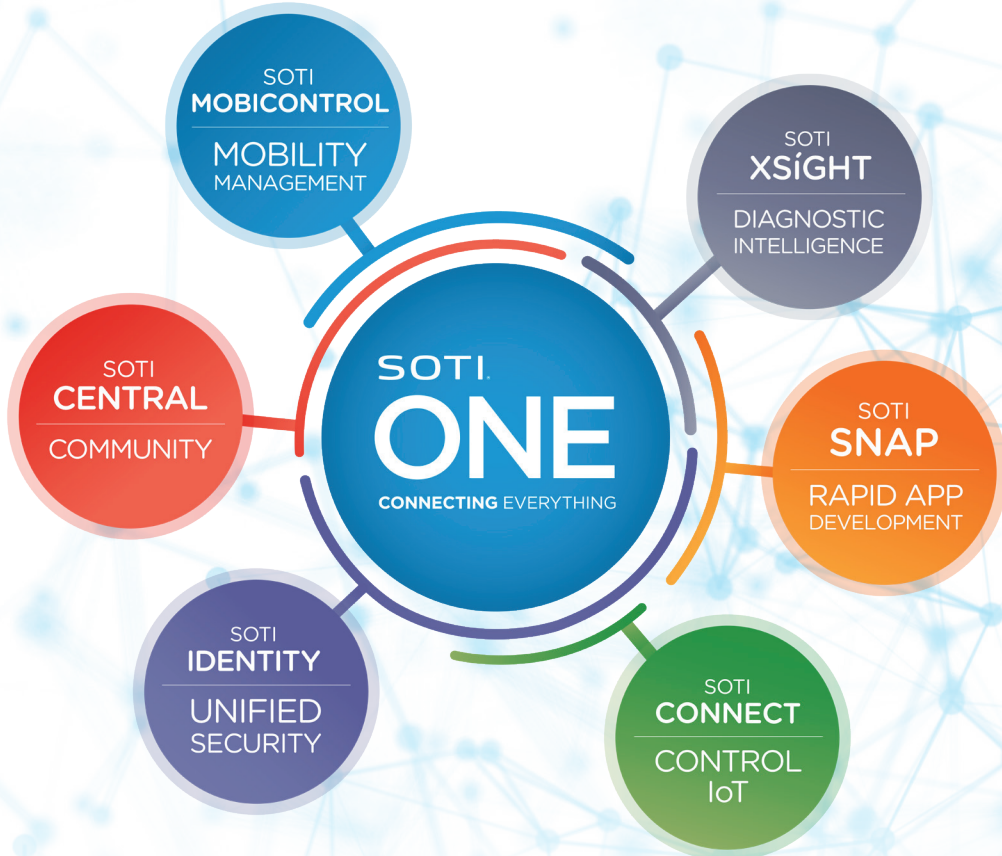 SOTI
MOBICONTROL
MOBILITY
MANAGEMENT
SOTI
XSíGHT
DIAGNOSTIC
INTELLIGENCE
SOTI
CENTRAL
COMMUNITY
SOTI.
ONE
CONNECTING EVERYTHING
SOTI
SNAP
RAPID APP
DEVELOPMENT
SOTI
IDENTITY
UNIFIED
SECURITY
SOTI
CONNECT
CONTROL
IoT